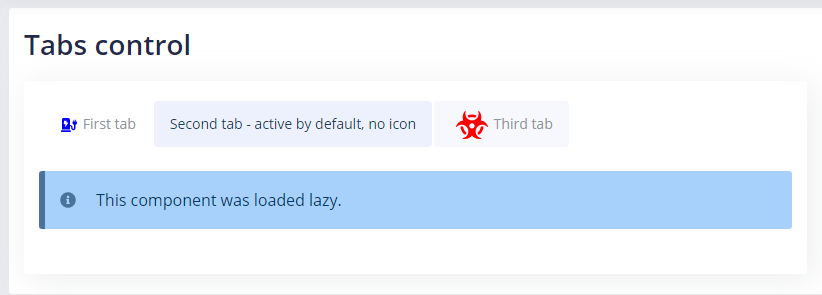 Tabs control
First tab
Second tab - active by default, no icon
Third tab
This component was loaded lazy.